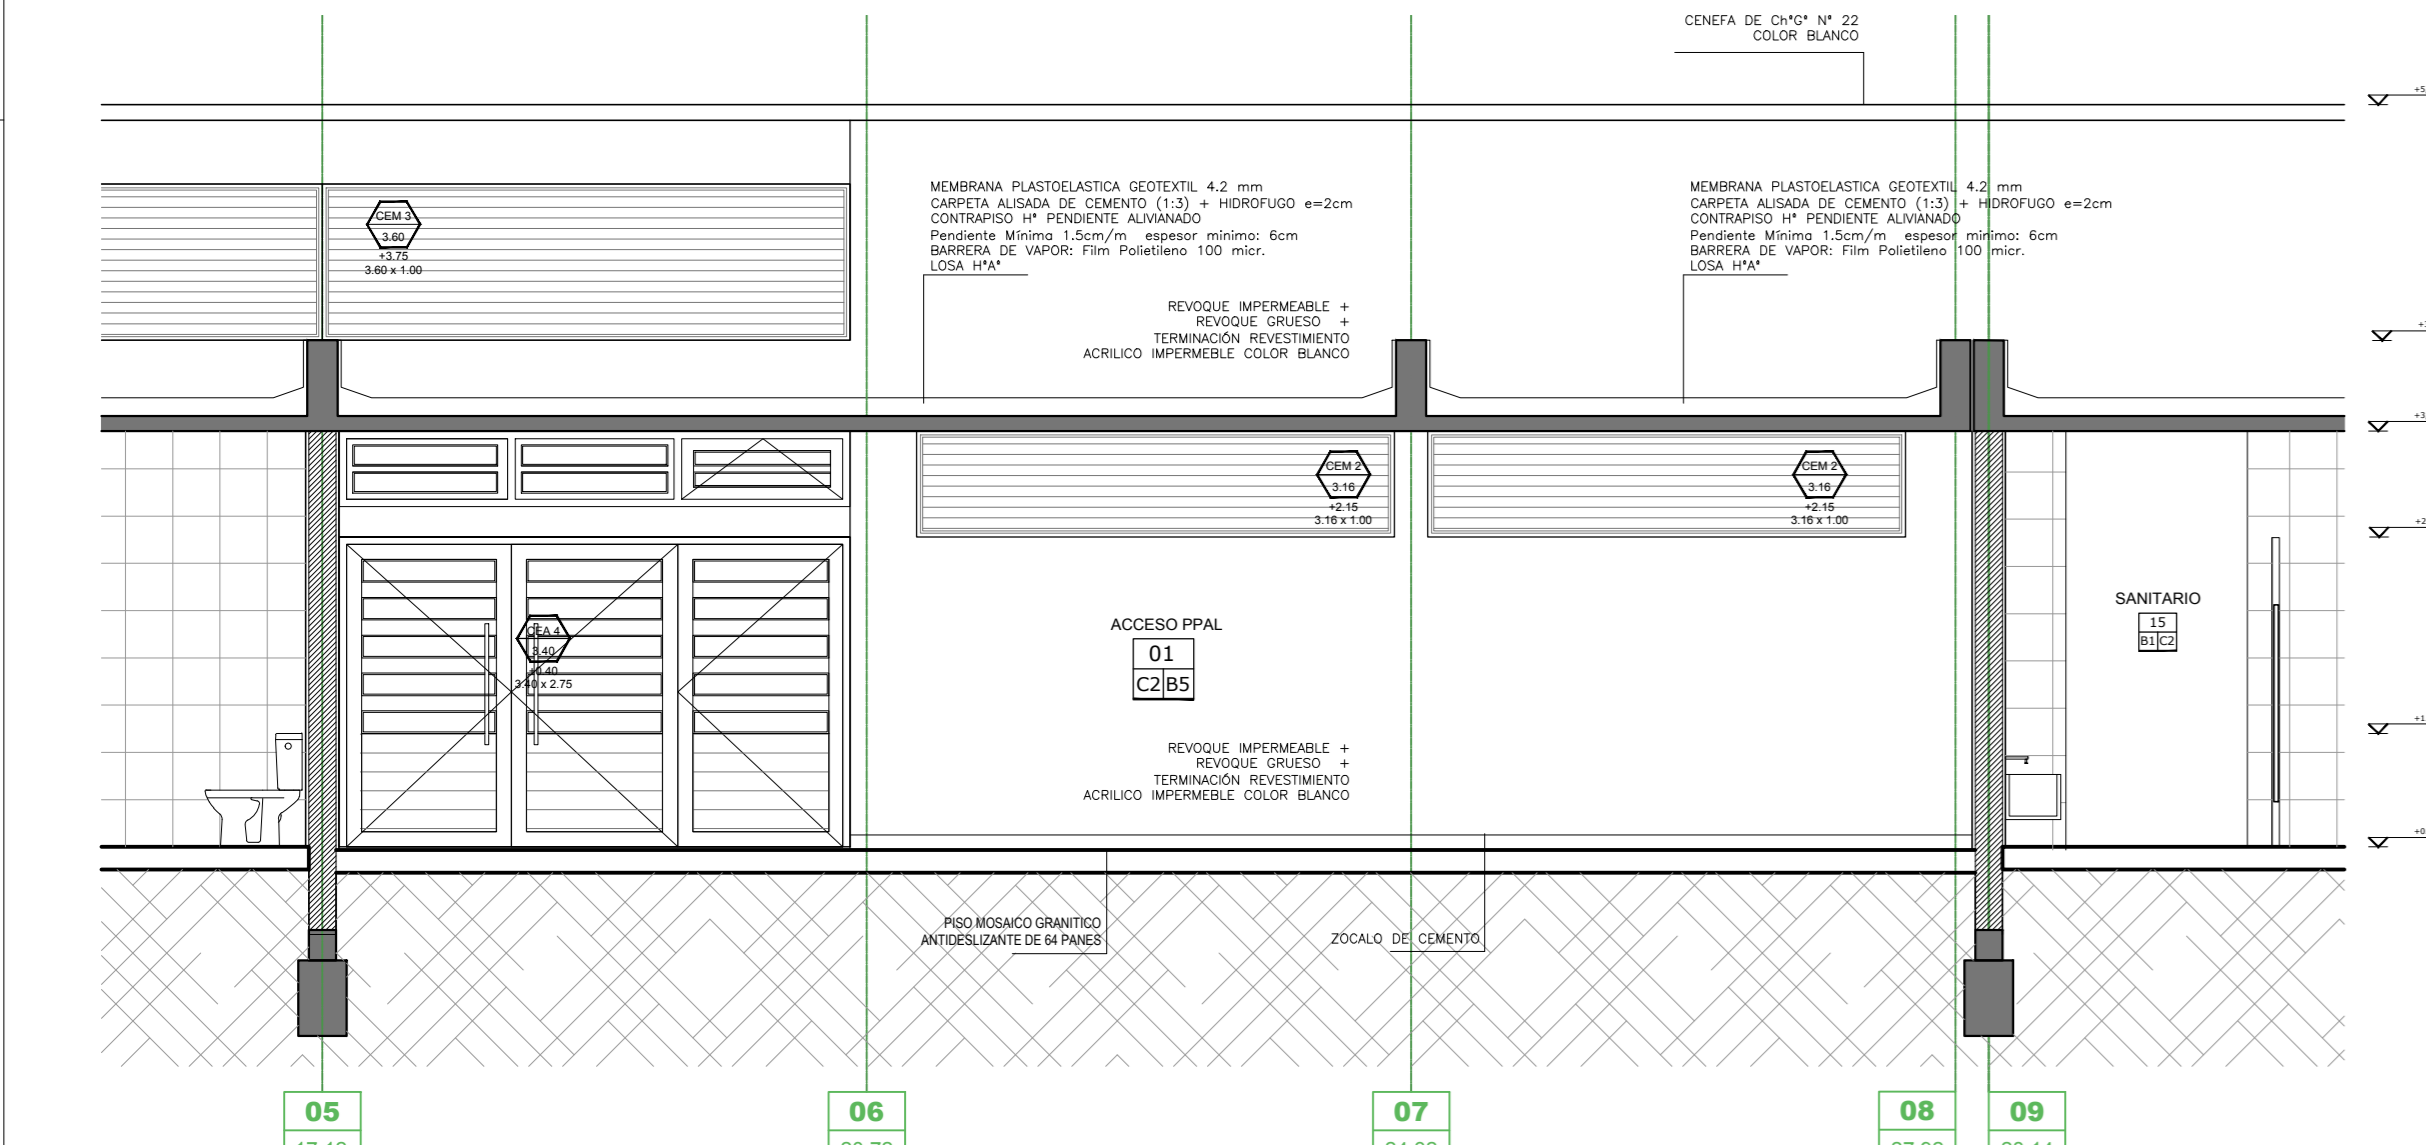 CENEFA DE Ch°G° N° 22
COLOR BLANCO
MEMBRANA PLASTOELASTICA GEOTEXTIL 4.2 mm
CARPETA ALISADA DE CEMENTO (1:3) + HIDROFUGO e=2cm
CONTRAPISO H° PENDIENTE ALIVIANADO
Pendiente Mínima 1.5cm/m espesor minimo: 6cm
BARRERA DE VAPOR: Film Polietileno 100 micr.
LOSA H°A°
MEMBRANA PLASTOELASTICA GEOTEXTIL 4.2 mm
CARPETA ALISADA DE CEMENTO (1:3) + HIDROFUGO e=2cm
CONTRAPISO H° PENDIENTE ALIVIANADO
Pendiente Mínima 1.5cm/m espesor minimo: 6cm
BARRERA DE VAPOR: Film Polietileno 100 micr.
LOSA H°A°
CEM 3
3.60
+3.75
3.60 x 1.00
REVOQUE IMPERMEABLE +
REVOQUE GRUESO +
TERMINACIÓN REVESTIMIENTO
ACRILICO IMPERMEBLE COLOR BLANCO
CEM 2
3.16
+2.15
3.16 x 1.00
CEM 2
3.16
+2.15
3.16 x 1.00
CEA 4
3.40
+0.40
3.40 x 2.75
ACCESO PPAL
01
C2 B5
SANITARIO
15
B1 C2
REVOQUE IMPERMEABLE +
REVOQUE GRUESO +
TERMINACIÓN REVESTIMIENTO
ACRILICO IMPERMEBLE COLOR BLANCO
PISO MOSAICO GRANITICO
ANTIDESLIZANTE DE 64 PANES
ZOCALO DE CEMENTO
05
06
07
08
09